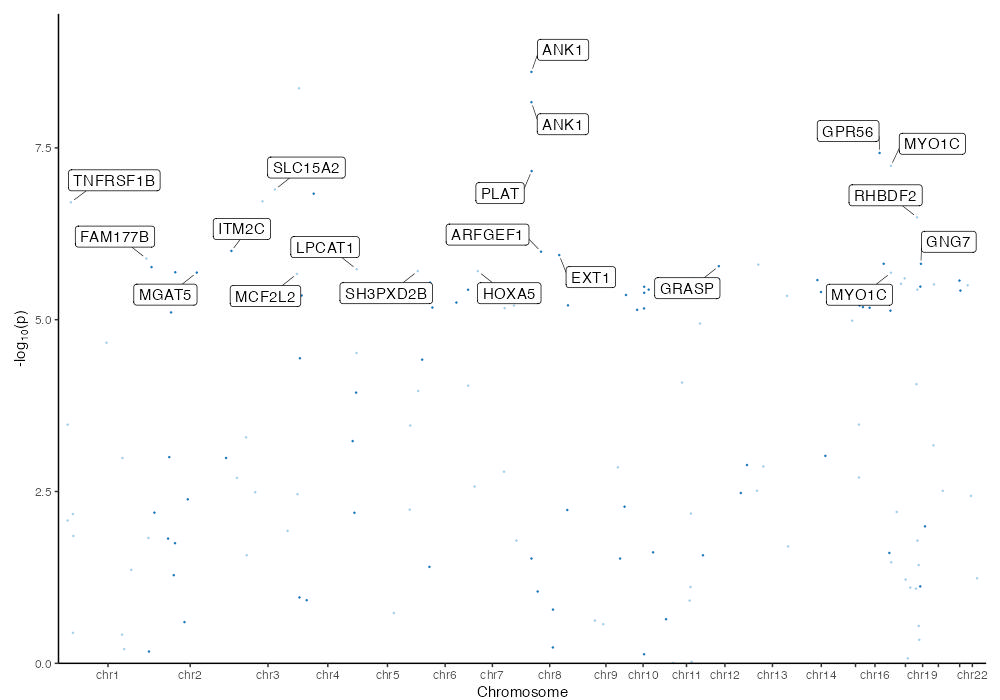 ANK1
ANK1
GPR56
MYO1C
7.5
SLC15A2
TNFRSF1B
PLAT
RHBDF2
ITM2C
FAM177B
LPCAT1
ARFGEF1
GNG7
EXT1
MGAT5
MCF2L2
SH3PXD2B
HOXA5
GRASP
MYO1C
5.0
-log10(p)
2.5
0.0
chr1 chr2 chr3 chr4 chr5 chr6 chr7 chr8 chr9 chr10 chr11 chr12 chr13 chr14 chr16 chr19 chr22
Chromosome